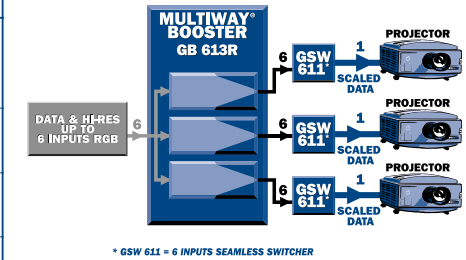 MULTIWAY®
BOOSTER
GB 613R
DATA & HI-RES
UP TO
6 INPUTS RGB
6
6
GSW
611*
1
SCALED
DATA
PROJECTOR
6
GSW
611*
1
SCALED
DATA
PROJECTOR
6
GSW
611*
1
SCALED
DATA
PROJECTOR
* GSW 611 = 6 INPUTS SEAMLESS SWITCHER